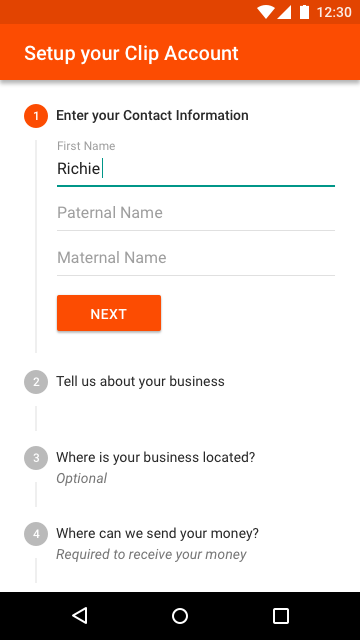 12:30
Setup your Clip Account
1 Enter your Contact Information
First Name
Richie
Paternal Name
Maternal Name
NEXT
2 Tell us about your business
3 Where is your business located?
Optional
4 Where can we send your money?
Required to receive your money